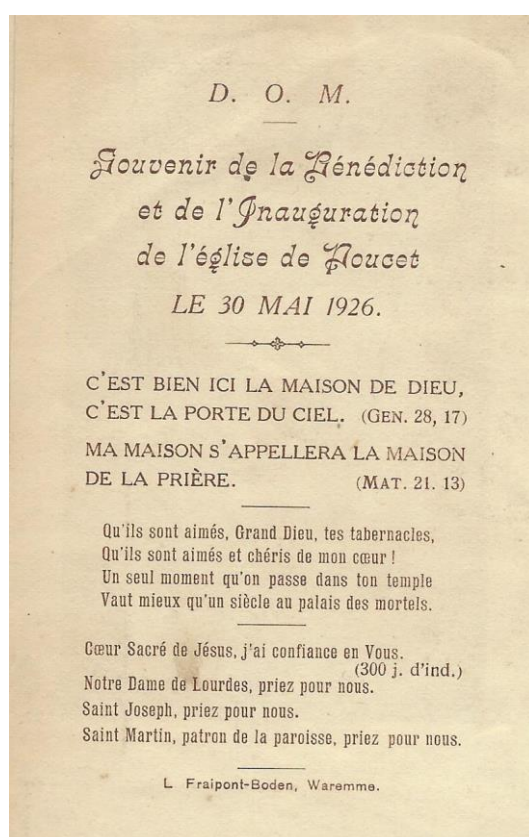 D. O. M.
Souvenir de la Bénédiction
et de l'Inauguration
de l'église de Poucet
LE 30 MAI 1926.
C'EST BIEN ICI LA MAISON DE DIEU,
C'EST LA PORTE DU CIEL. (GEN. 28, 17)
MA MAISON S'APPELLERA LA MAISON
DE LA PRIÈRE. (MAT. 21. 13)
Qu'ils sont aimés, Grand Dieu, tes tabernacles,
Qu'ils sont aimés et chéris de mon cœur !
Un seul moment qu'on passe dans ton temple
Vaut mieux qu'un siècle au palais des mortels.
Cœur Sacré de Jésus, j'ai confiance en Vous.
(300 j. d'ind.)
Notre Dame de Lourdes, priez pour nous.
Saint Joseph, priez pour nous.
Saint Martin, patron de la paroisse, priez pour nous.
L. Fraipont-Boden, Waremme.